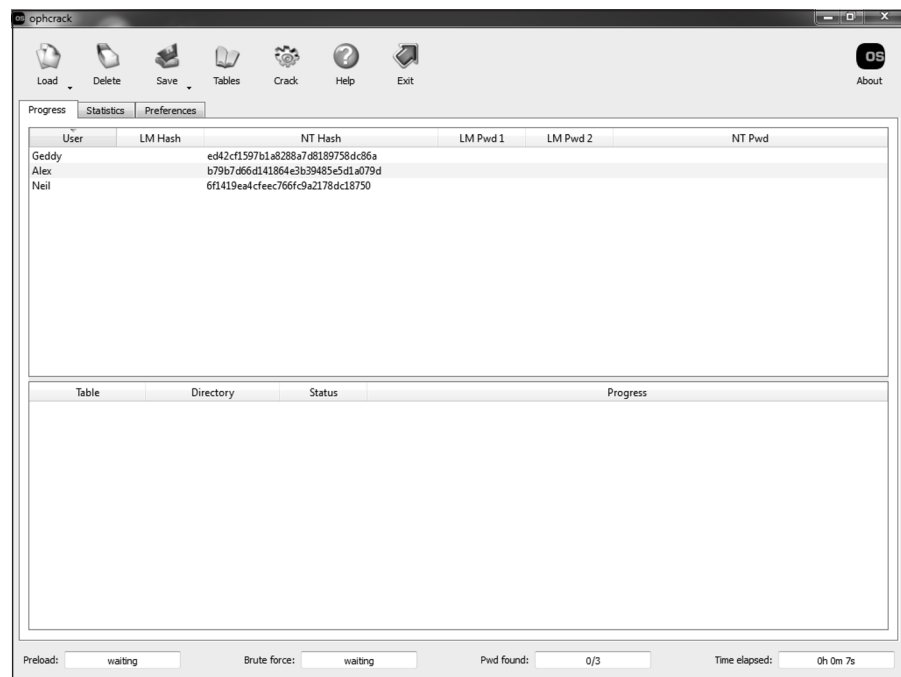 os ophcrack
Load Delete Save Tables Crack Help Exit
OS
About
Progress Statistics Preferences
User LM Hash NT Hash LM Pwd 1 LM Pwd 2 NT Pwd
Geddy ed42cf1597b1a8288a7d8189758dc86a
Alex b79b7d66d141864e3b39485e5d1a079d
Neil 6f1419ea4cfeec766fc9a2178dc18750
Table Directory Status Progress
Preload: waiting Brute force: waiting Pwd found: 0/3 Time elapsed: 0h 0m 7s